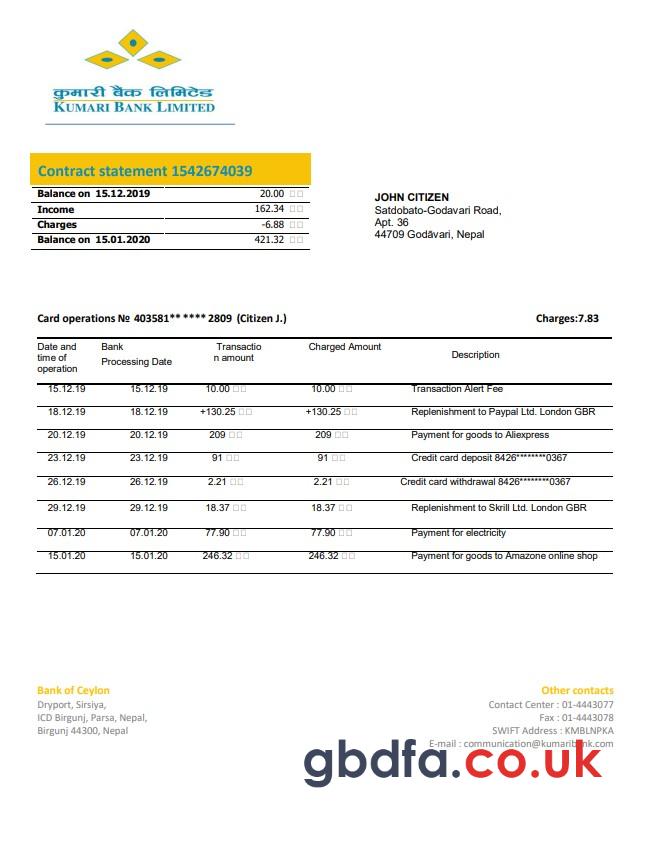 कुमारी बैंक लिमिटेड
KUMARI BANK LIMITED
Contract statement 1542674039
Balance on 15.12.2019 20.00 □□
Income 162.34 □□
Charges -6.88 □□
Balance on 15.01.2020 421.32 □□
JOHN CITIZEN
Satdobato-Godavari Road,
Apt. 36
44709 Godāvari, Nepal
Card operations № 403581** **** 2809 (Citizen J.) Charges:7.83
Date and
time of
operation
Bank
Processing Date
Transactio
n amount
Charged Amount
Description
15.12.19 15.12.19 10.00 □□ 10.00 □□ Transaction Alert Fee
18.12.19 18.12.19 +130.25 □□ +130.25 □□ Replenishment to Paypal Ltd. London GBR
20.12.19 20.12.19 209 □□ 209 □□ Payment for goods to Aliexpress
23.12.19 23.12.19 91 □□ 91 □□ Credit card deposit 8426********0367
26.12.19 26.12.19 2.21 □□ 2.21 □□ Credit card withdrawal 8426********0367
29.12.19 29.12.19 18.37 □□ 18.37 □□ Replenishment to Skrill Ltd. London GBR
07.01.20 07.01.20 77.90 □□ 77.90 □□ Payment for electricity
15.01.20 15.01.20 246.32 □□ 246.32 □□ Payment for goods to Amazone online shop
Bank of Ceylon
Dryport, Sirsiya,
ICD Birgunj, Parsa, Nepal,
Birgunj 44300, Nepal
Other contacts
Contact Center : 01-4443077
Fax : 01-4443078
SWIFT Address : KMBLNPKA
E-mail : communication@kumaribank.com
gbdfa.co.uk